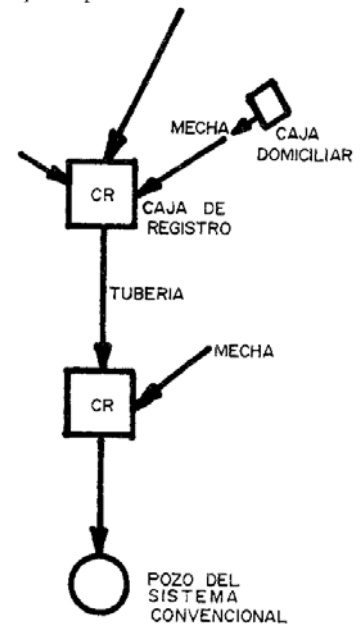 MECHA
CAJA
DOMICILIAR
CR
CAJA DE
REGISTRO
TUBERIA
MECHA
CR
POZO DEL
SISTEMA
CONVENCIONAL